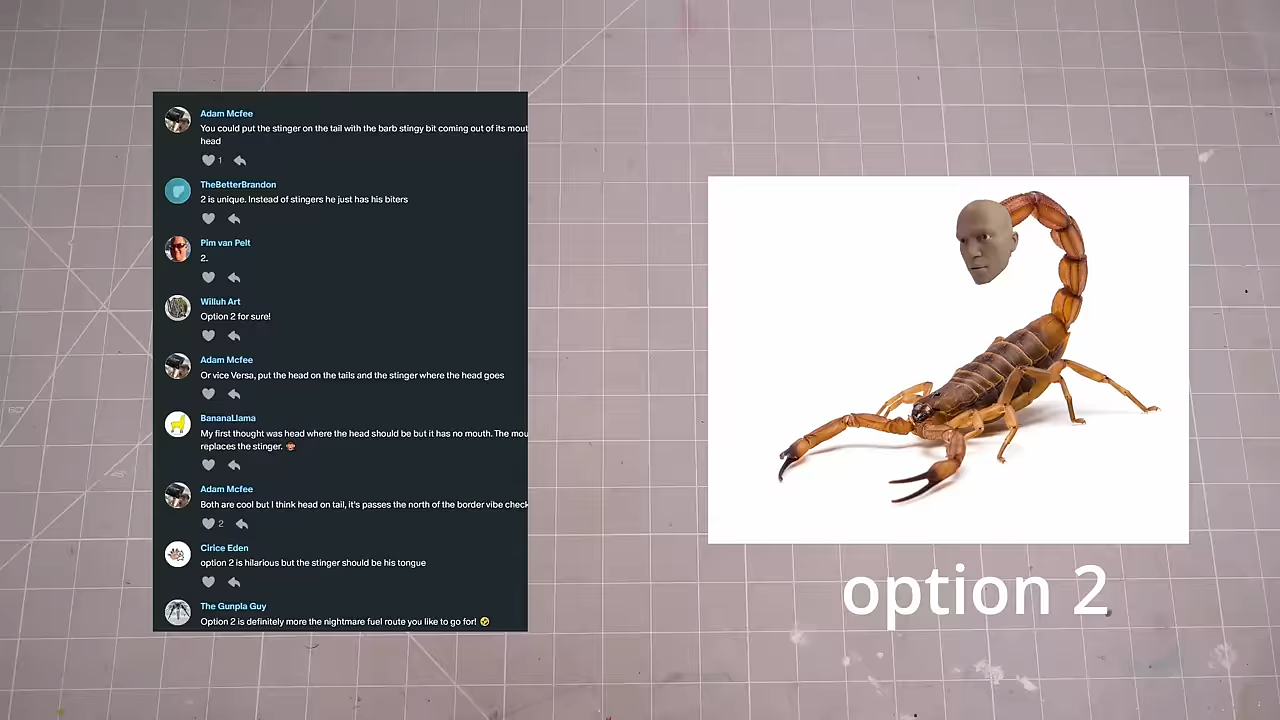 Adam Mcfee
You could put the stinger on the tail with the barb stingy bit coming out of its
head
1
TheBetterBrandon
2 is unique. Instead of stingers he just has his biters
Pim van Pelt
2.
Willuh Art
Option 2 for sure!
Adam Mcfee
Or vice Versa, put the head on the tails and the stinger where the head goes
BananaLlama
My first thought was head where the head should be but it has no mouth. The
replaces the stinger.
Adam Mcfee
Both are cool but I think head on tail, it's passes the north of the border vibe check
2
Cirice Eden
option 2 is hilarious but the stinger should be his tongue
The Gunpla Guy
Option 2 is definitely more the nightmare fuel route you like to go for!
option 2